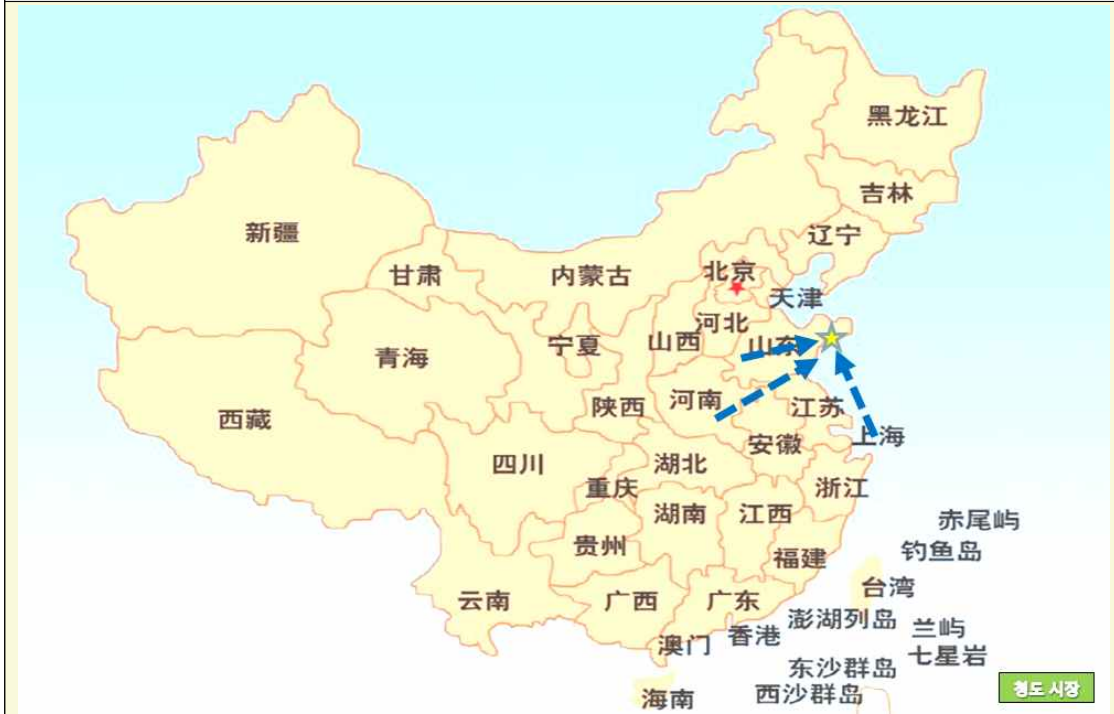 黑龙江
吉林
辽宁
新疆
甘肃
内蒙古
北京
天津
河北
山西
山东
宁夏
青海
陕西
河南
江苏
西藏
上海
安徽
四川
湖北
重庆
浙江
湖南
江西
赤尾屿
钓鱼岛
贵州
福建
台湾
云南
广西
广东
澎湖列岛
兰屿
香港
澳门
七星岩
东沙群岛
西沙群岛
海南
청도 시장